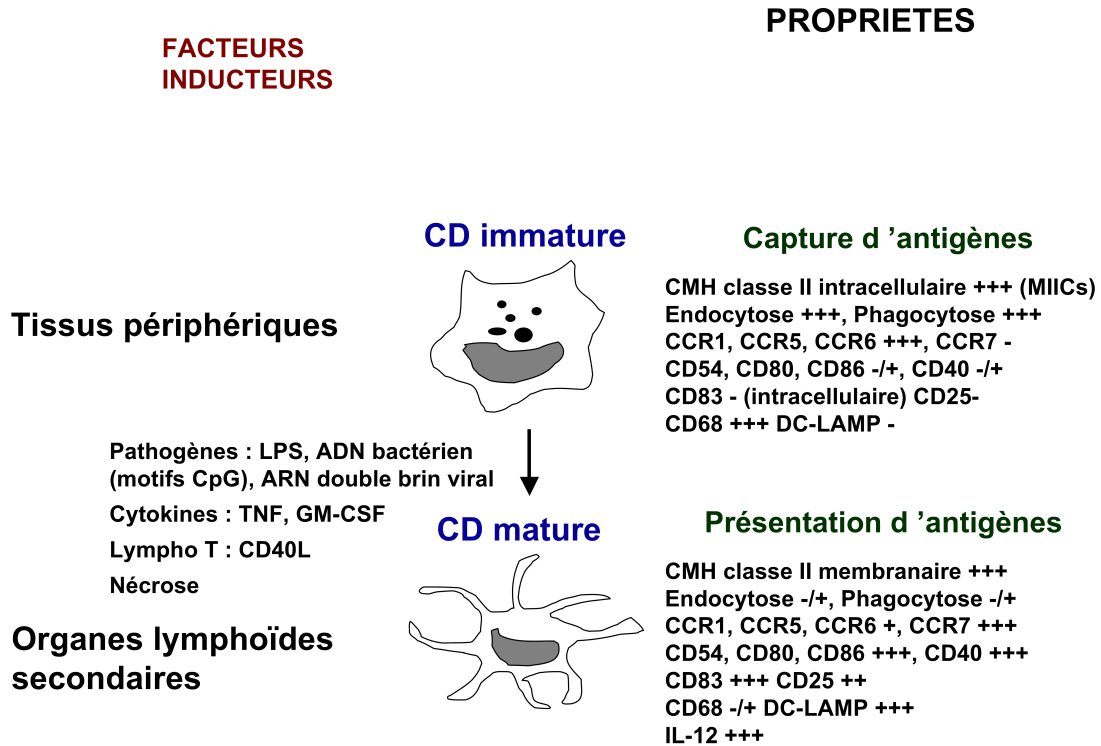 PROPRIETES
FACTEURS
INDUCTEURS
CD immature
Capture d ’antigènes
CMH classe II intracellulaire +++ (MIICs)
Endocytose +++, Phagocytose +++
CCR1, CCR5, CCR6 +++, CCR7 -
CD54, CD80, CD86 -/+, CD40 -/+
CD83 - (intracellulaire) CD25-
CD68 +++ DC-LAMP -
Tissus périphériques
Pathogènes : LPS, ADN bactérien
(motifs CpG), ARN double brin viral
Cytokines : TNF, GM-CSF
Lympho T : CD40L
Nécrose
CD mature
Présentation d ’antigènes
CMH classe II membranaire +++
Endocytose -/+, Phagocytose -/+
CCR1, CCR5, CCR6 +, CCR7 +++
CD54, CD80, CD86 +++, CD40 +++
CD83 +++ CD25 ++
CD68 -/+ DC-LAMP +++
IL-12 +++
Organes lymphoïdes
secondaires